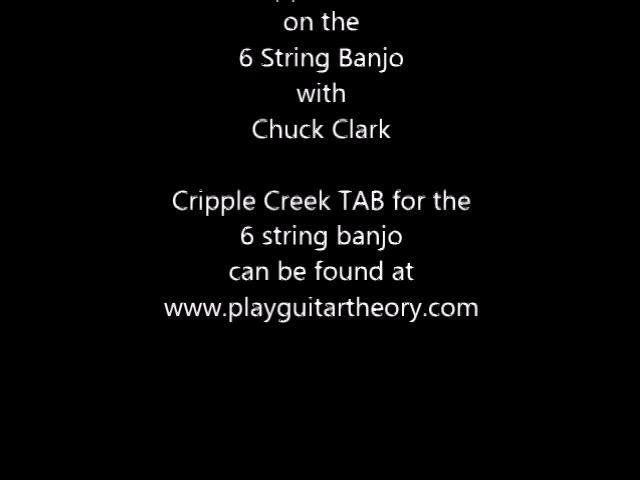 on the
6 String Banjo
with
Chuck Clark
Cripple Creek TAB for the
6 string banjo
can be found at
www.playguitartheory.com